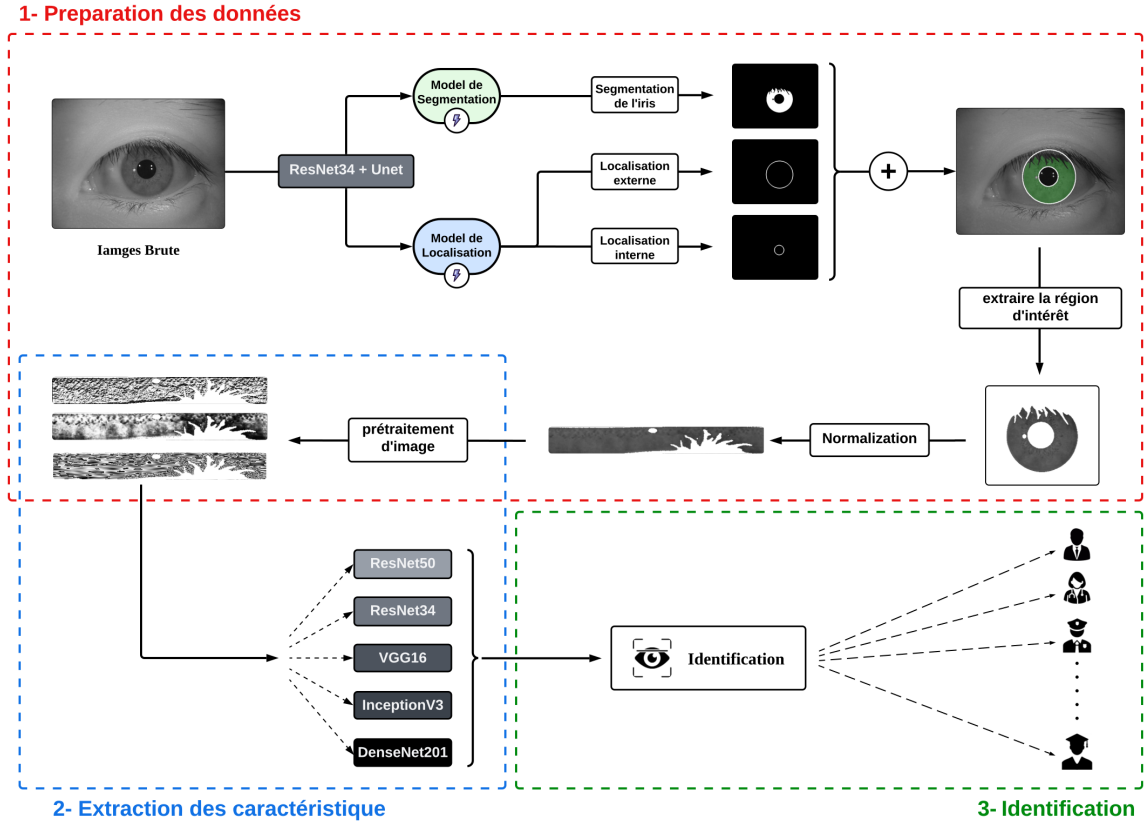 1- Preparation des données
Model de
Segmentation
Segmentation
de l'iris
ResNet34 + Unet
Localisation
externe
Iamges Brute
Model de
Localisation
Localisation
interne
extraire la région
d'intérêt
prétraitement
d'image
Normalization
ResNet50
ResNet34
VGG16
InceptionV3
DenseNet201
Identification
2- Extraction des caractéristique
3- Identification